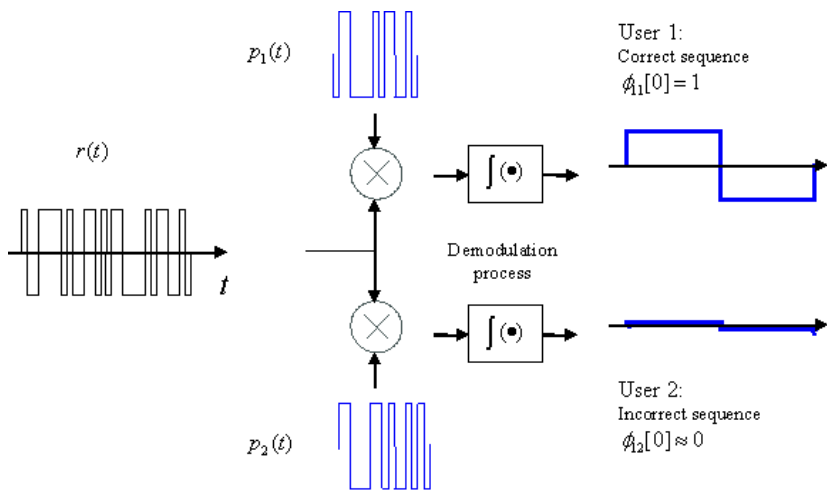 p₁(t)
User 1:
Correct sequence
ϕ₁₁[0] = 1
r(t)
∫(•)
t
Demodulation
process
∫(•)
User 2:
Incorrect sequence
ϕ₁₂[0] ≈ 0
p₂(t)